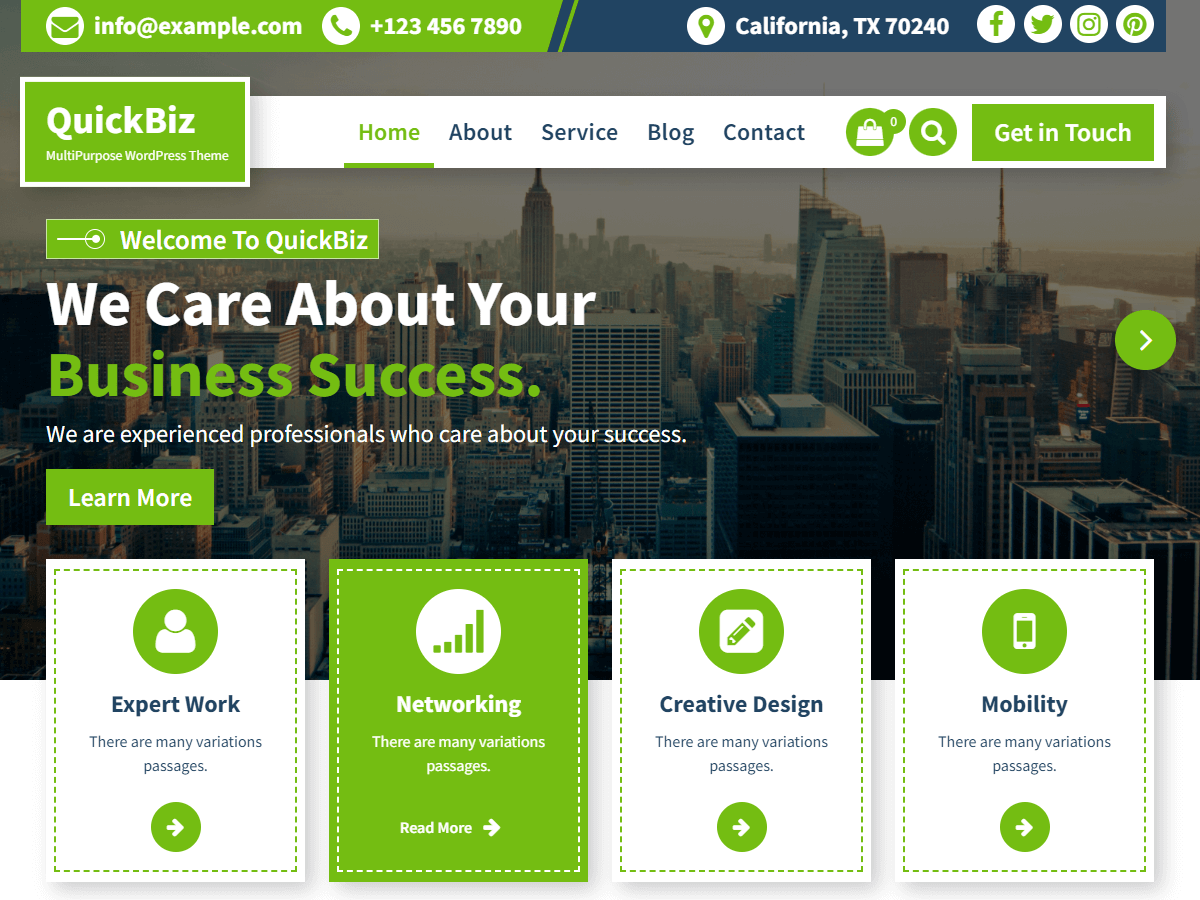 info@example.com
+123 456 7890
California, TX 70240
QuickBiz
MultiPurpose WordPress Theme
Home
About
Service
Blog
Contact
0
Get in Touch
Welcome To QuickBiz
We Care About Your
Business Success.
We are experienced professionals who care about your success.
Learn More
Expert Work
There are many variations
passages.
Networking
There are many variations
passages.
Read More
Creative Design
There are many variations
passages.
Mobility
There are many variations
passages.